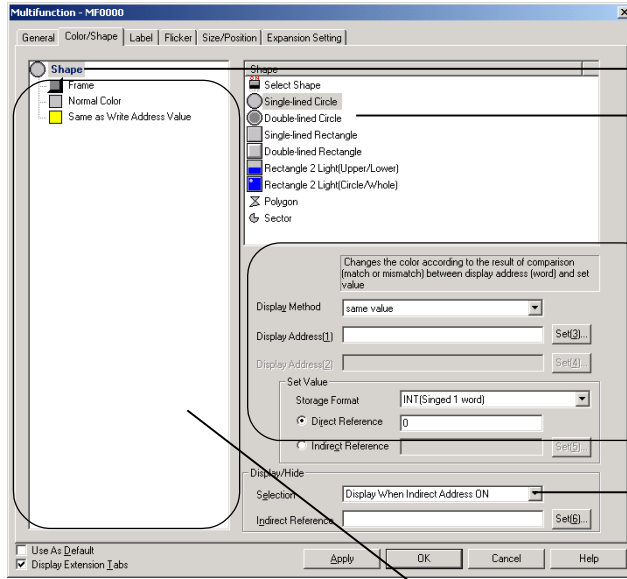 Multifunction - MF0000
General
Color/Shape
Label
Flicker
Size/Position
Expansion Setting
Shape
Frame
Normal Color
Same as Write Address Value
Shape
Select Shape
Single-lined Circle
Double-lined Circle
Single-lined Rectangle
Double-lined Rectangle
Rectangle 2 Light(Upper/Lower)
Rectangle 2 Light(Circle/Whole)
Polygon
Sector
Changes the color according to the result of comparison
(match or mismatch) between display address (word) and set
value
Display Method
same value
Display Address(1)
Set(3)...
Display Address(2)
Set(4)...
Set Value
Storage Format
INT(Singed 1 word)
Direct Reference
0
Indirect Reference
Set(5)...
Display/Hide
Selection
Display When Indirect Address ON
Indirect Reference
Set(6)...
Use As Default
Display Extension Tabs
Apply
OK
Cancel
Help